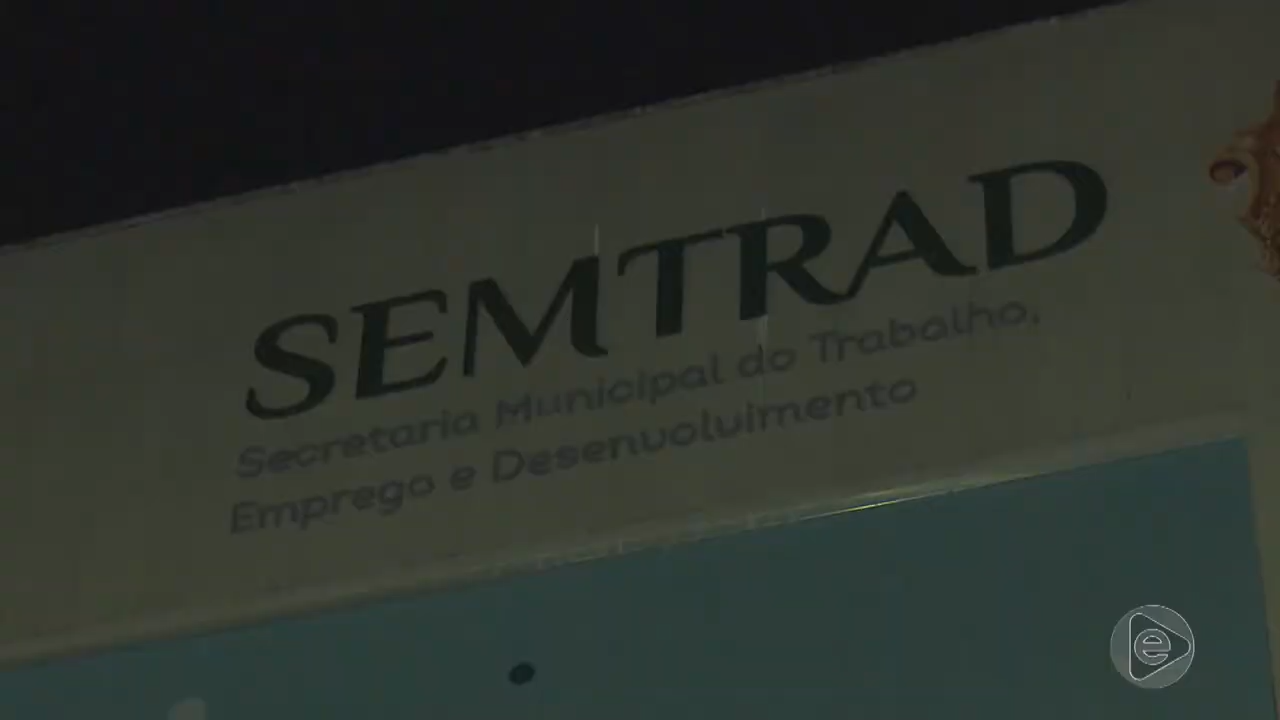 SEMTRAD
Secretaria Municipal do Trabalho,
Emprego e Desenvolvimento
e